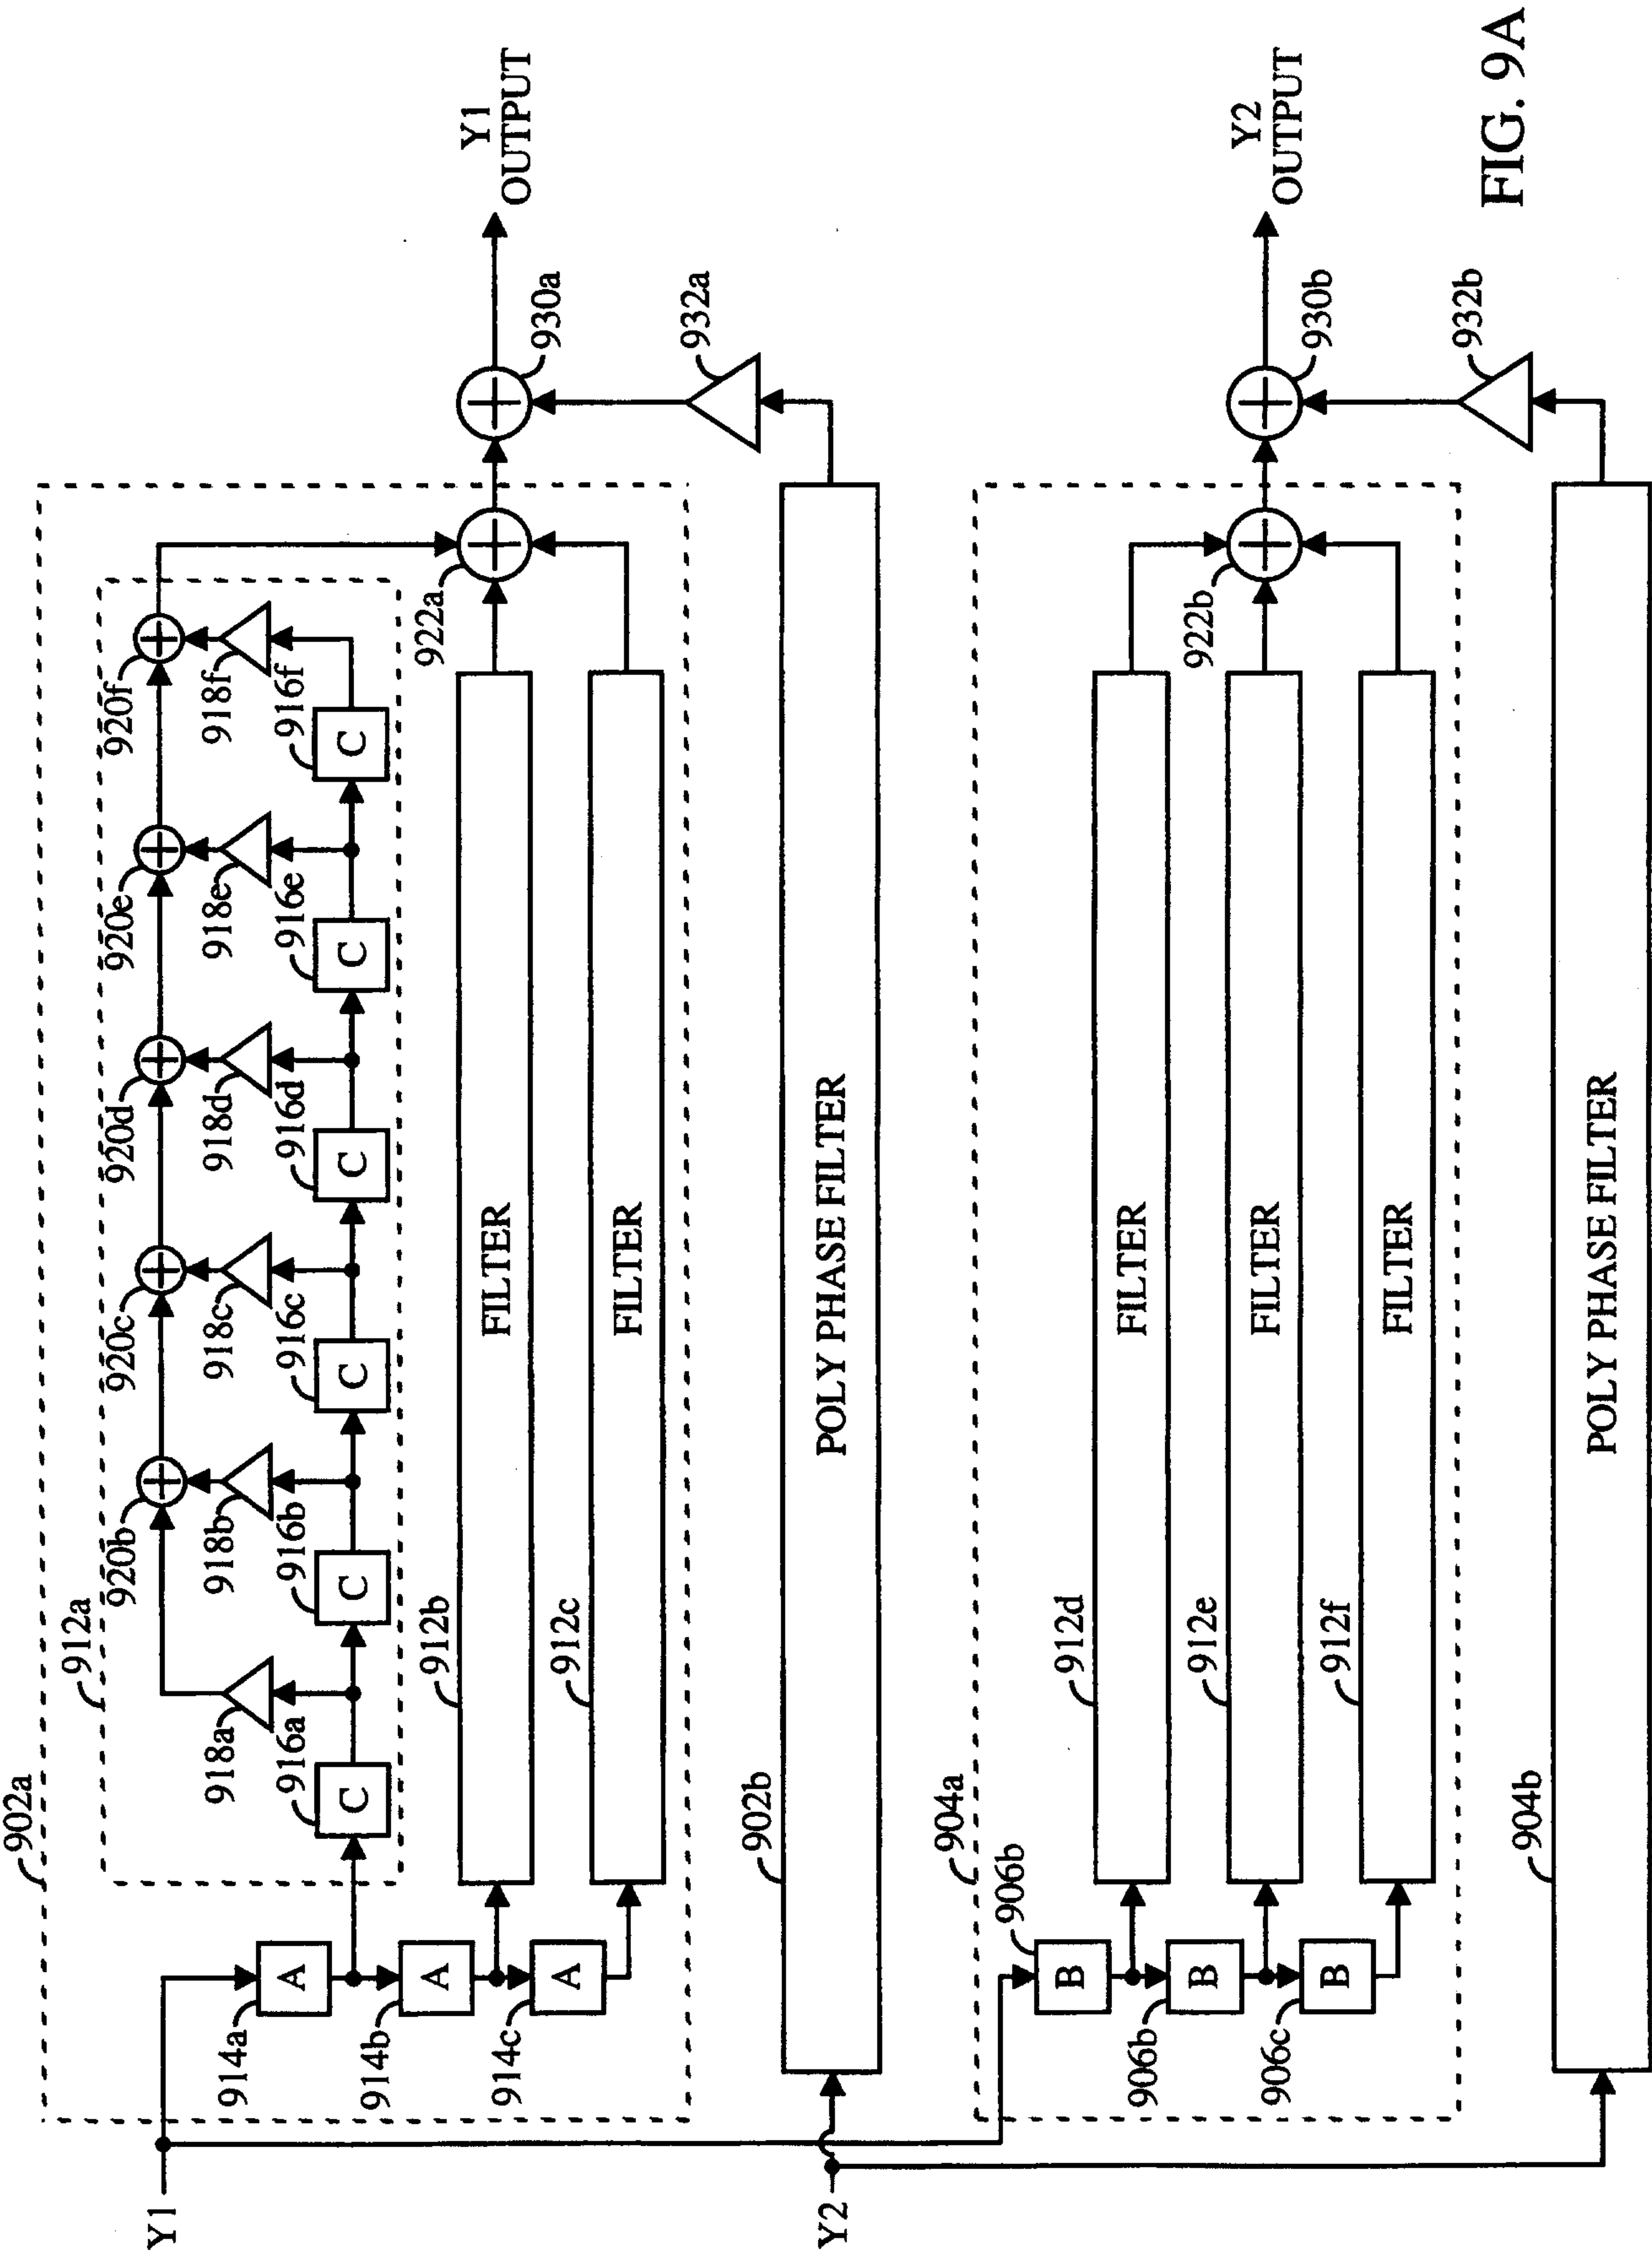 902a
912a
920b
920c
920d
920e
920f
918a
918b
918c
918d
918e
918f
916a
916b
916c
916d
916e
916f
C
C
C
C
C
C
Y1
914a
A
914b
A
914c
A
912b
FILTER
912c
FILTER
922a
930a
Y1
OUTPUT
932a
Y2
902b
POLY PHASE FILTER
904a
906b
B
906b
B
906c
B
912d
FILTER
912e
FILTER
912f
FILTER
922b
930b
Y2
OUTPUT
932b
904b
POLY PHASE FILTER
FIG. 9A